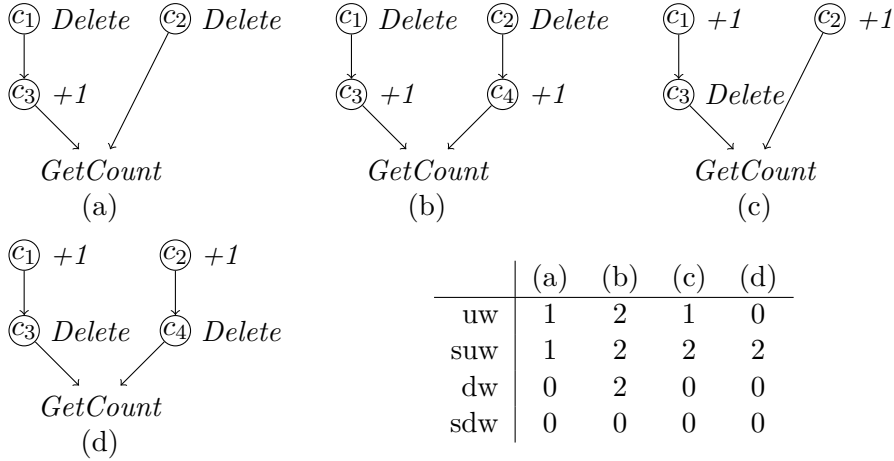 c1 Delete c2 Delete
c3 +1
GetCount
(a)
c1 Delete c2 Delete
c3 +1 c4 +1
GetCount
(b)
c1 +1 c2 +1
c3 Delete
GetCount
(c)
c1 +1 c2 +1
c3 Delete c4 Delete
GetCount
(d)
(a) (b) (c) (d)
uw 1 2 1 0
suw 1 2 2 2
dw 0 2 0 0
sdw 0 0 0 0